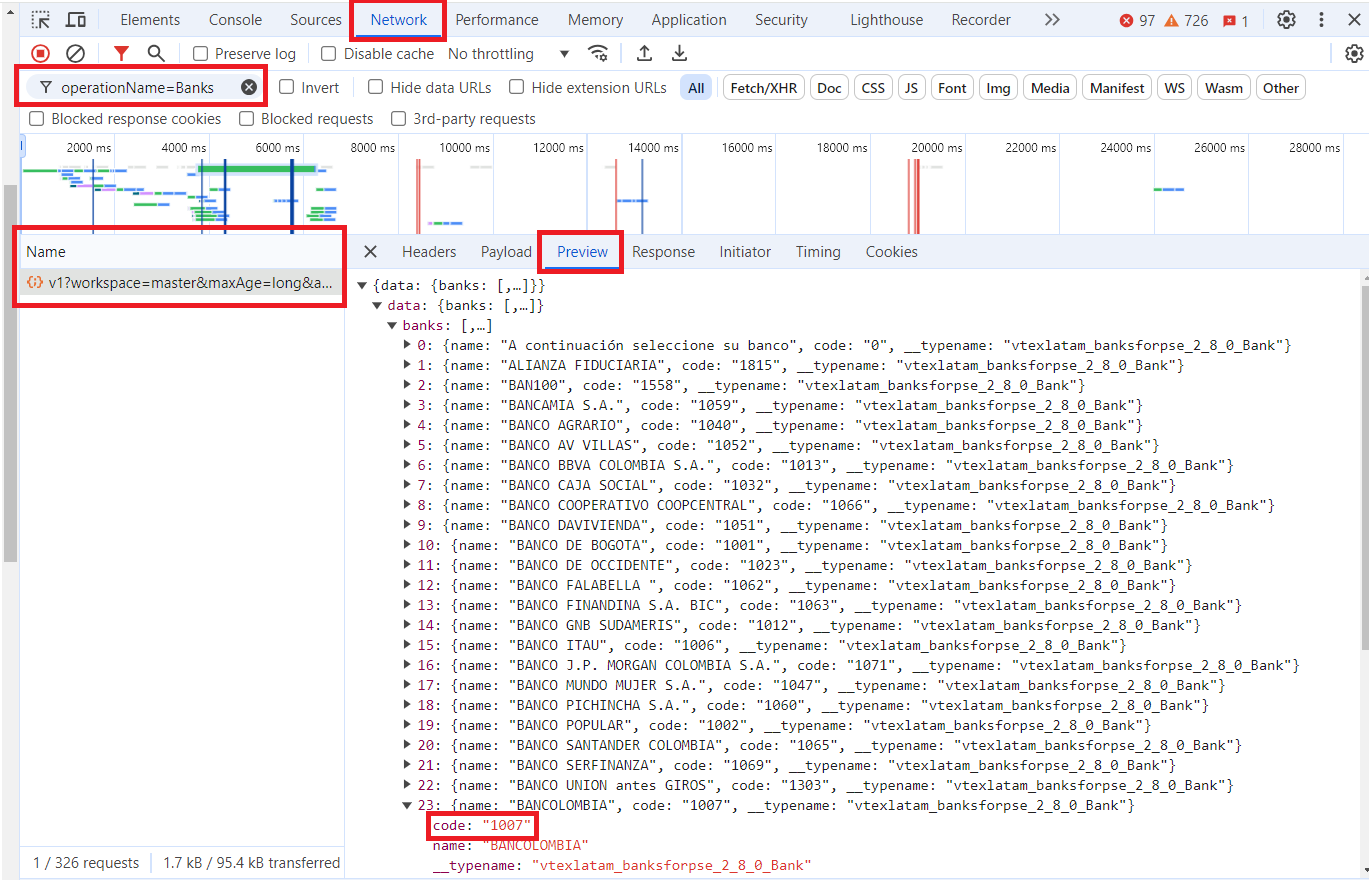 Elements Console Sources Network Performance Memory Application Security Lighthouse Recorder 97 726 1
Preserve log Disable cache No throttling
operationName=Banks Invert Hide data URLs Hide extension URLs All Fetch/XHR Doc CSS JS Font Img Media Manifest WS Wasm Other
Blocked response cookies Blocked requests 3rd-party requests
2000 ms 4000 ms 6000 ms 8000 ms 10000 ms 12000 ms 14000 ms 16000 ms 18000 ms 20000 ms 22000 ms 24000 ms 26000 ms 28000 ms
Name Headers Payload Preview Response Initiator Timing Cookies
v1?workspace=master&maxAge=long&a...
{data: {banks: [,…]}}
data: {banks: [,…]}
banks: [,…]
0: {name: "A continuación seleccione su banco", code: "0", __typename: "vtexlatam_banksforpse_2_8_0_Bank"}
1: {name: "ALIANZA FIDUCIARIA", code: "1815", __typename: "vtexlatam_banksforpse_2_8_0_Bank"}
2: {name: "BAN100", code: "1558", __typename: "vtexlatam_banksforpse_2_8_0_Bank"}
3: {name: "BANCAMIA S.A.", code: "1059", __typename: "vtexlatam_banksforpse_2_8_0_Bank"}
4: {name: "BANCO AGRARIO", code: "1040", __typename: "vtexlatam_banksforpse_2_8_0_Bank"}
5: {name: "BANCO AV VILLAS", code: "1052", __typename: "vtexlatam_banksforpse_2_8_0_Bank"}
6: {name: "BANCO BBVA COLOMBIA S.A.", code: "1013", __typename: "vtexlatam_banksforpse_2_8_0_Bank"}
7: {name: "BANCO CAJA SOCIAL", code: "1032", __typename: "vtexlatam_banksforpse_2_8_0_Bank"}
8: {name: "BANCO COOPERATIVO COOPCENTRAL", code: "1066", __typename: "vtexlatam_banksforpse_2_8_0_Bank"}
9: {name: "BANCO DAVIVIENDA", code: "1051", __typename: "vtexlatam_banksforpse_2_8_0_Bank"}
10: {name: "BANCO DE BOGOTA", code: "1001", __typename: "vtexlatam_banksforpse_2_8_0_Bank"}
11: {name: "BANCO DE OCCIDENTE", code: "1023", __typename: "vtexlatam_banksforpse_2_8_0_Bank"}
12: {name: "BANCO FALABELLA ", code: "1062", __typename: "vtexlatam_banksforpse_2_8_0_Bank"}
13: {name: "BANCO FINANDINA S.A. BIC", code: "1063", __typename: "vtexlatam_banksforpse_2_8_0_Bank"}
14: {name: "BANCO GNB SUDAMERIS", code: "1012", __typename: "vtexlatam_banksforpse_2_8_0_Bank"}
15: {name: "BANCO ITAU", code: "1006", __typename: "vtexlatam_banksforpse_2_8_0_Bank"}
16: {name: "BANCO J.P. MORGAN COLOMBIA S.A.", code: "1071", __typename: "vtexlatam_banksforpse_2_8_0_Bank"}
17: {name: "BANCO MUNDO MUJER S.A.", code: "1047", __typename: "vtexlatam_banksforpse_2_8_0_Bank"}
18: {name: "BANCO PICHINCHA S.A.", code: "1060", __typename: "vtexlatam_banksforpse_2_8_0_Bank"}
19: {name: "BANCO POPULAR", code: "1002", __typename: "vtexlatam_banksforpse_2_8_0_Bank"}
20: {name: "BANCO SANTANDER COLOMBIA", code: "1065", __typename: "vtexlatam_banksforpse_2_8_0_Bank"}
21: {name: "BANCO SERFINANZA", code: "1069", __typename: "vtexlatam_banksforpse_2_8_0_Bank"}
22: {name: "BANCO UNION antes GIROS", code: "1303", __typename: "vtexlatam_banksforpse_2_8_0_Bank"}
23: {name: "BANCOLOMBIA", code: "1007", __typename: "vtexlatam_banksforpse_2_8_0_Bank"}
code: "1007"
name: "BANCOLOMBIA"
__typename: "vtexlatam_banksforpse_2_8_0_Bank"
1 / 326 requests 1.7 kB / 95.4 kB transferred